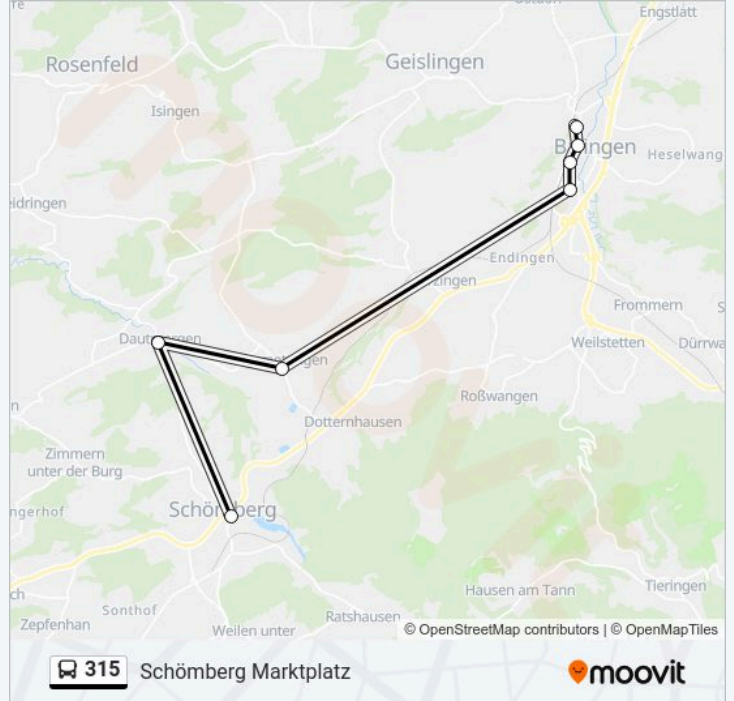 Engstlatt
Rosenfeld
Geislingen
Isingen
Heselwang
eidringen
Endingen
Frommern
Weilstetten
Dürrwa
Roßwangen
Dotternhausen
Zimmern
unter der Burg
ngerhof
Schömberg
ch
Hausen am Tann
Tieringen
Sonthof
Ratshausen
Zepfenhan
Weilen unter
© OpenStreetMap contributors | © OpenMapTiles
315 Schömberg Marktplatz
moovit